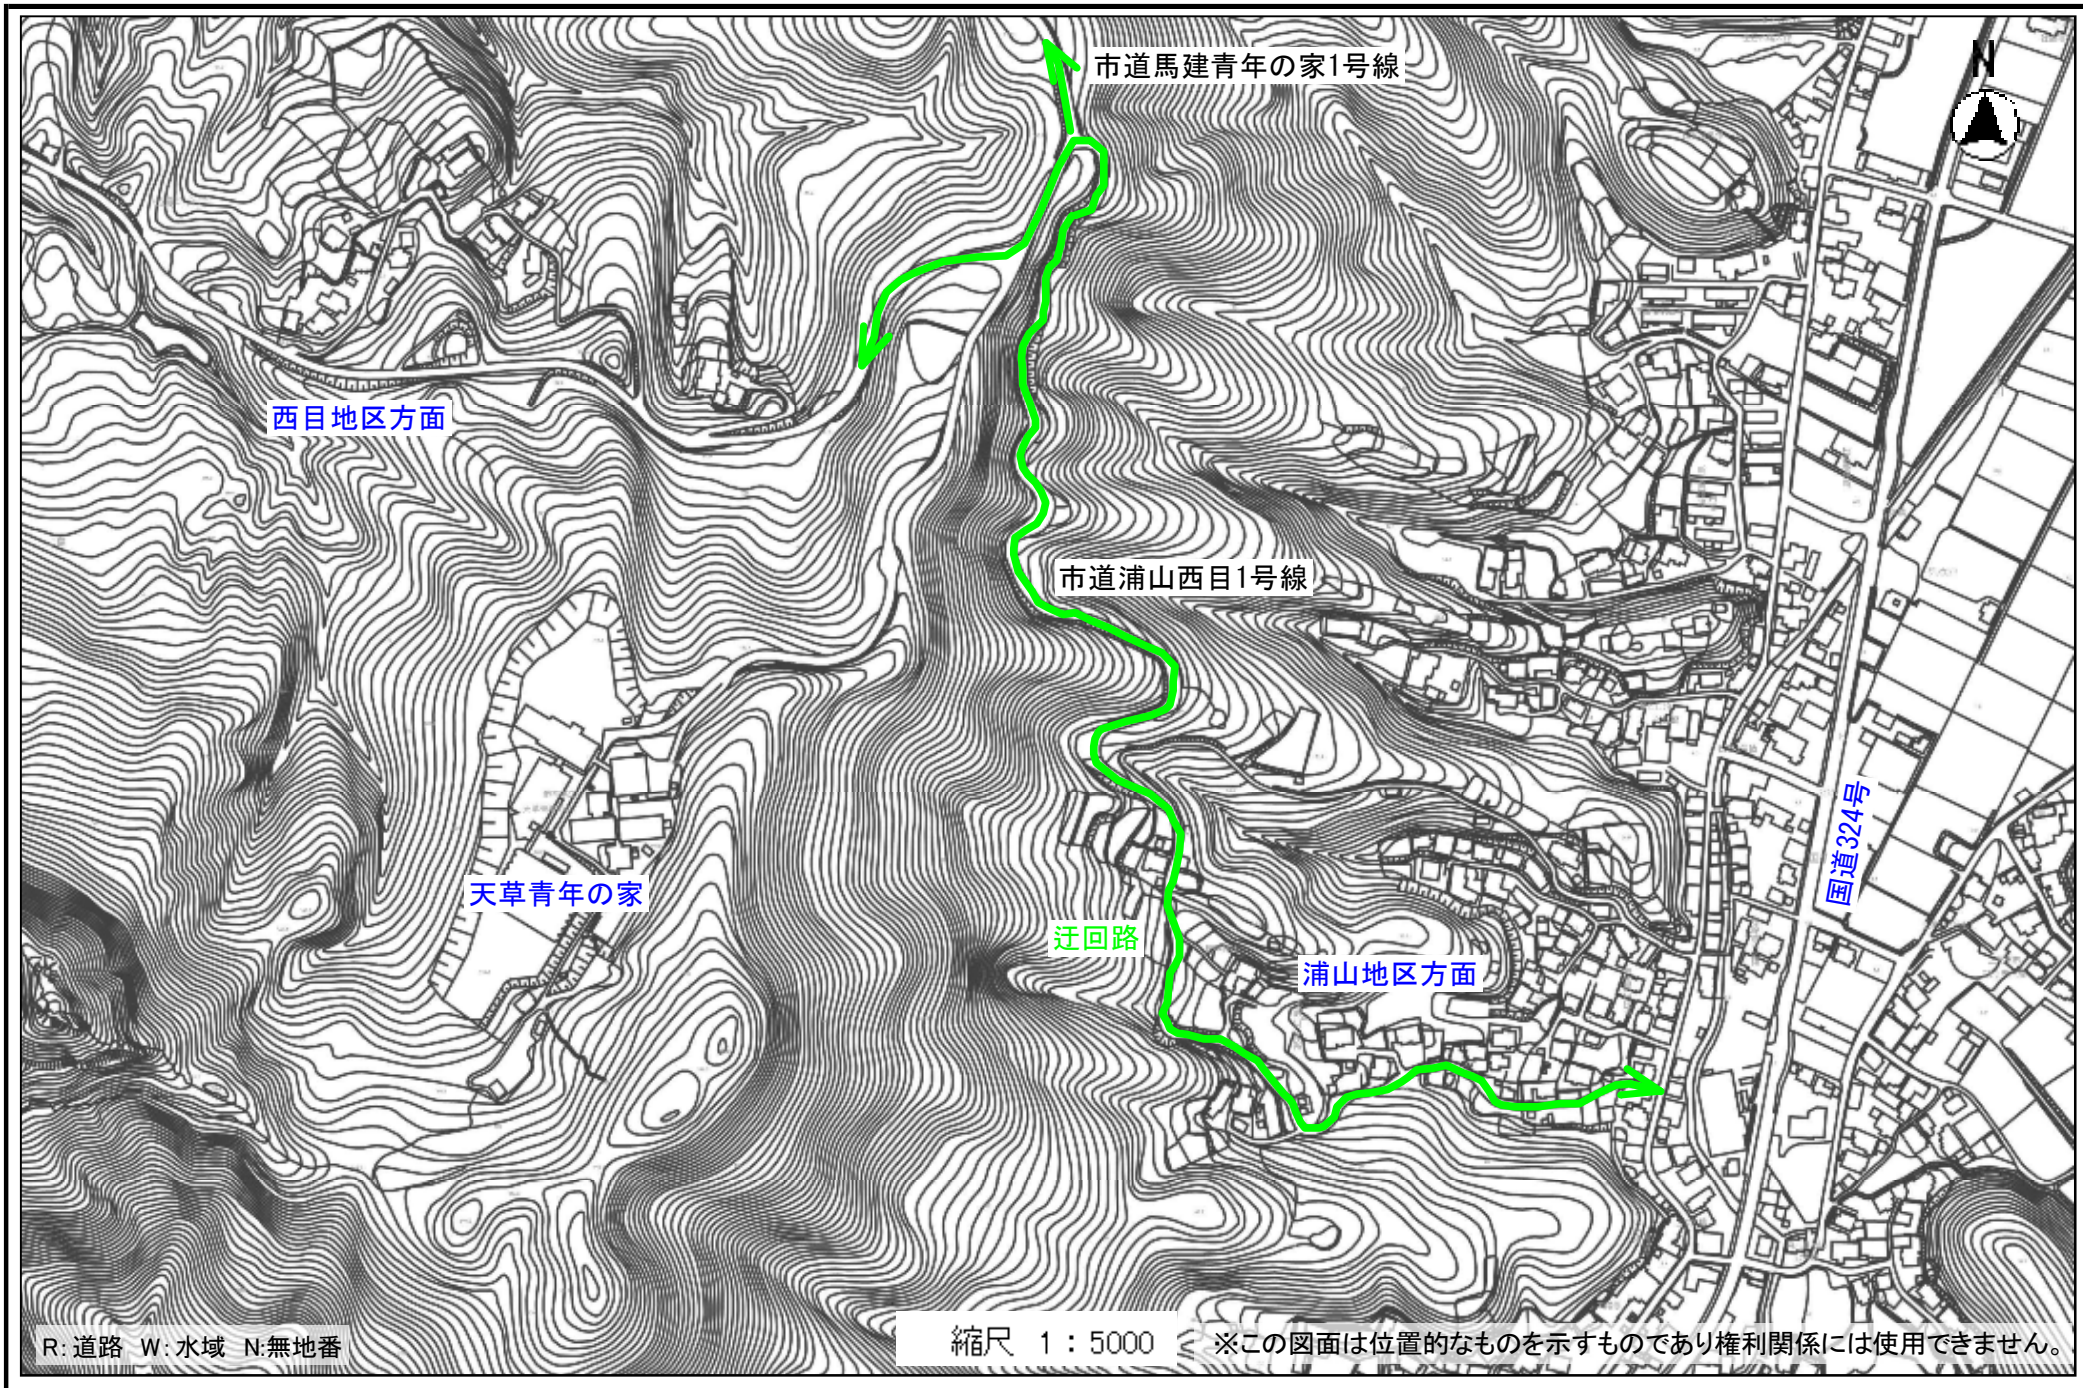 市道馬建青年の家1号線
N
西目地区方面
市道浦山西目1号線
国道324号
天草青年の家
迂回路
浦山地区方面
R:道路 W:水域 N:無地番
縮尺 1:5000
※この図面は位置的なものを示すものであり権利関係には使用できません。